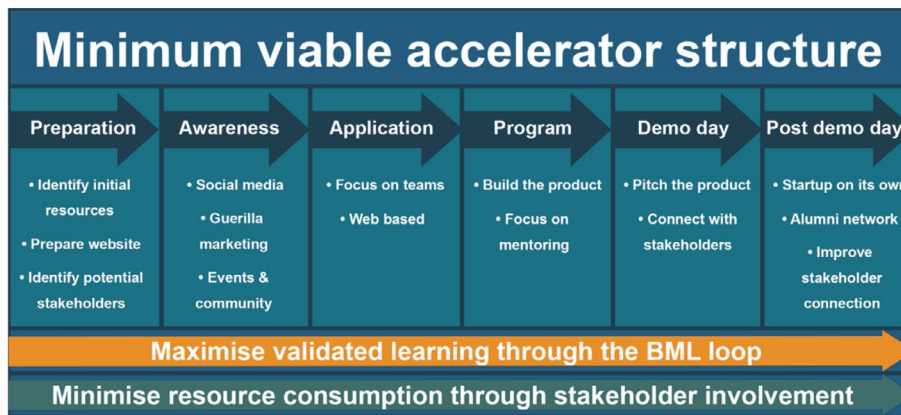 Minimum viable accelerator structure
Preparation
• Identify initial
resources
• Prepare website
• Identify potential
stakeholders
Awareness
• Social media
• Guerilla
marketing
• Events &
community
Application
• Focus on teams
• Web based
Program
• Build the product
• Focus on
mentoring
Demo day
• Pitch the product
• Connect with
stakeholders
Post demo day
• Startup on its own
• Alumni network
• Improve
stakeholder
connection
Maximise validated learning through the BML loop
Minimise resource consumption through stakeholder involvement